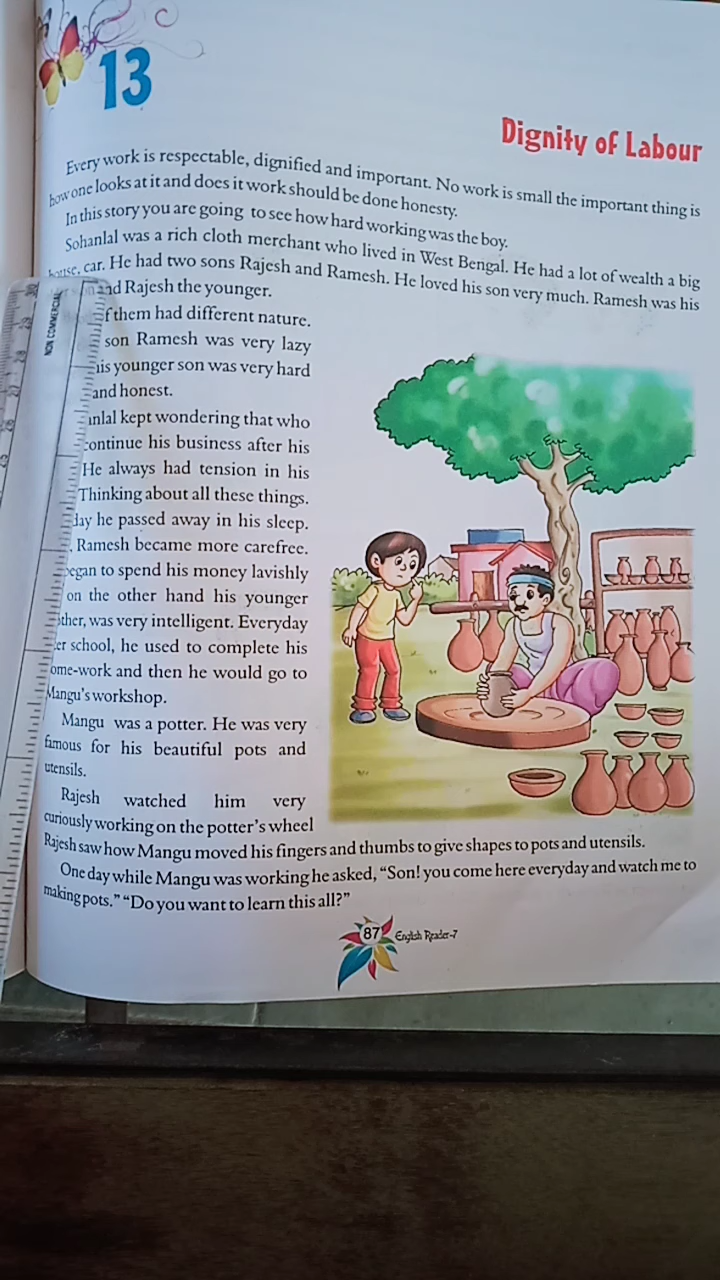 13
Dignity of Labour
Every work is respectable, dignified and important. No work is small the important thing is
how one looks at it and does it work should be done honesty.
In this story you are going to see how hard working was the boy.
Sohanlal was a rich cloth merchant who lived in West Bengal. He had a lot of wealth a big
house, car. He had two sons Rajesh and Ramesh. He loved his son very much. Ramesh was his
and Rajesh the younger.
them had different nature.
son Ramesh was very lazy
younger son was very hard
and honest.
kept wondering that who
continue his business after his
He always had tension in his
Thinking about all these things.
he passed away in his sleep.
Ramesh became more carefree.
began to spend his money lavishly
on the other hand his younger
was very intelligent. Everyday
school, he used to complete his
ome-work and then he would go to
Mangu's workshop.
Mangu was a potter. He was very
famous for his beautiful pots and
utensils.
Rajesh watched him very
curiously working on the potter's wheel
Rajesh saw how Mangu moved his fingers and thumbs to give shapes to pots and utensils.
One day while Mangu was working he asked, "Son! you come here everyday and watch me to
making pots." "Do you want to learn this all?"
87 English Reader-7
NON COMMERCIAL